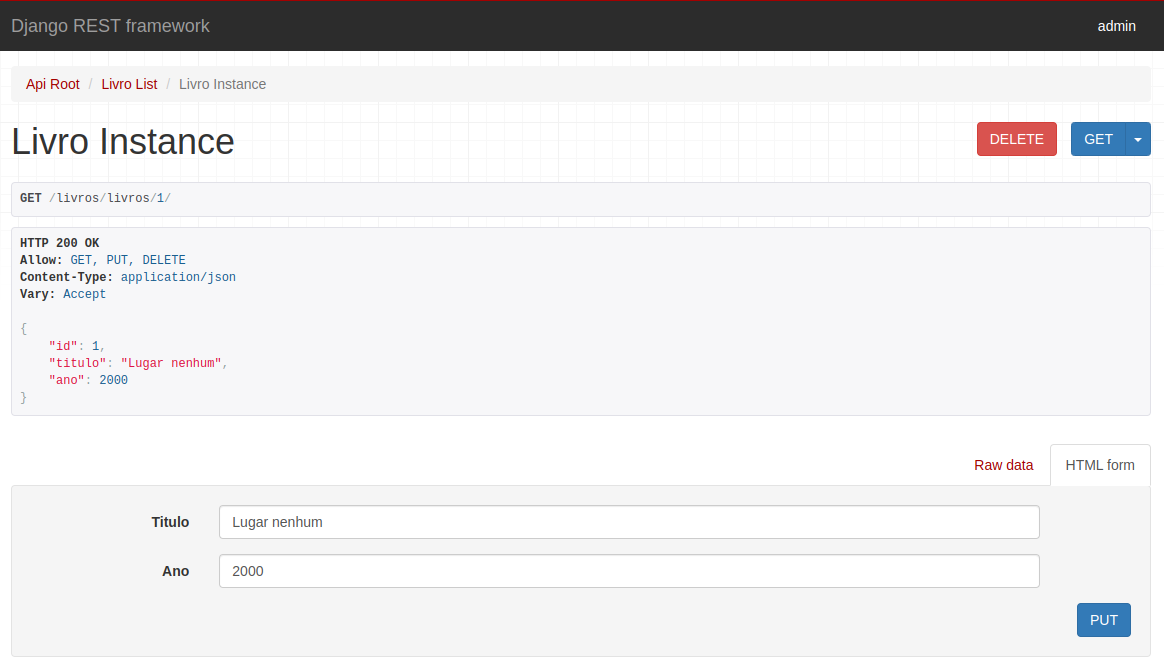 Django REST framework
admin
Api Root / Livro List / Livro Instance
Livro Instance
DELETE
GET
GET /livros/livros/1/
HTTP 200 OK
Allow: GET, PUT, DELETE
Content-Type: application/json
Vary: Accept
{
    "id": 1,
    "titulo": "Lugar nenhum",
    "ano": 2000
}
Raw data
HTML form
Titulo
Lugar nenhum
Ano
2000
PUT